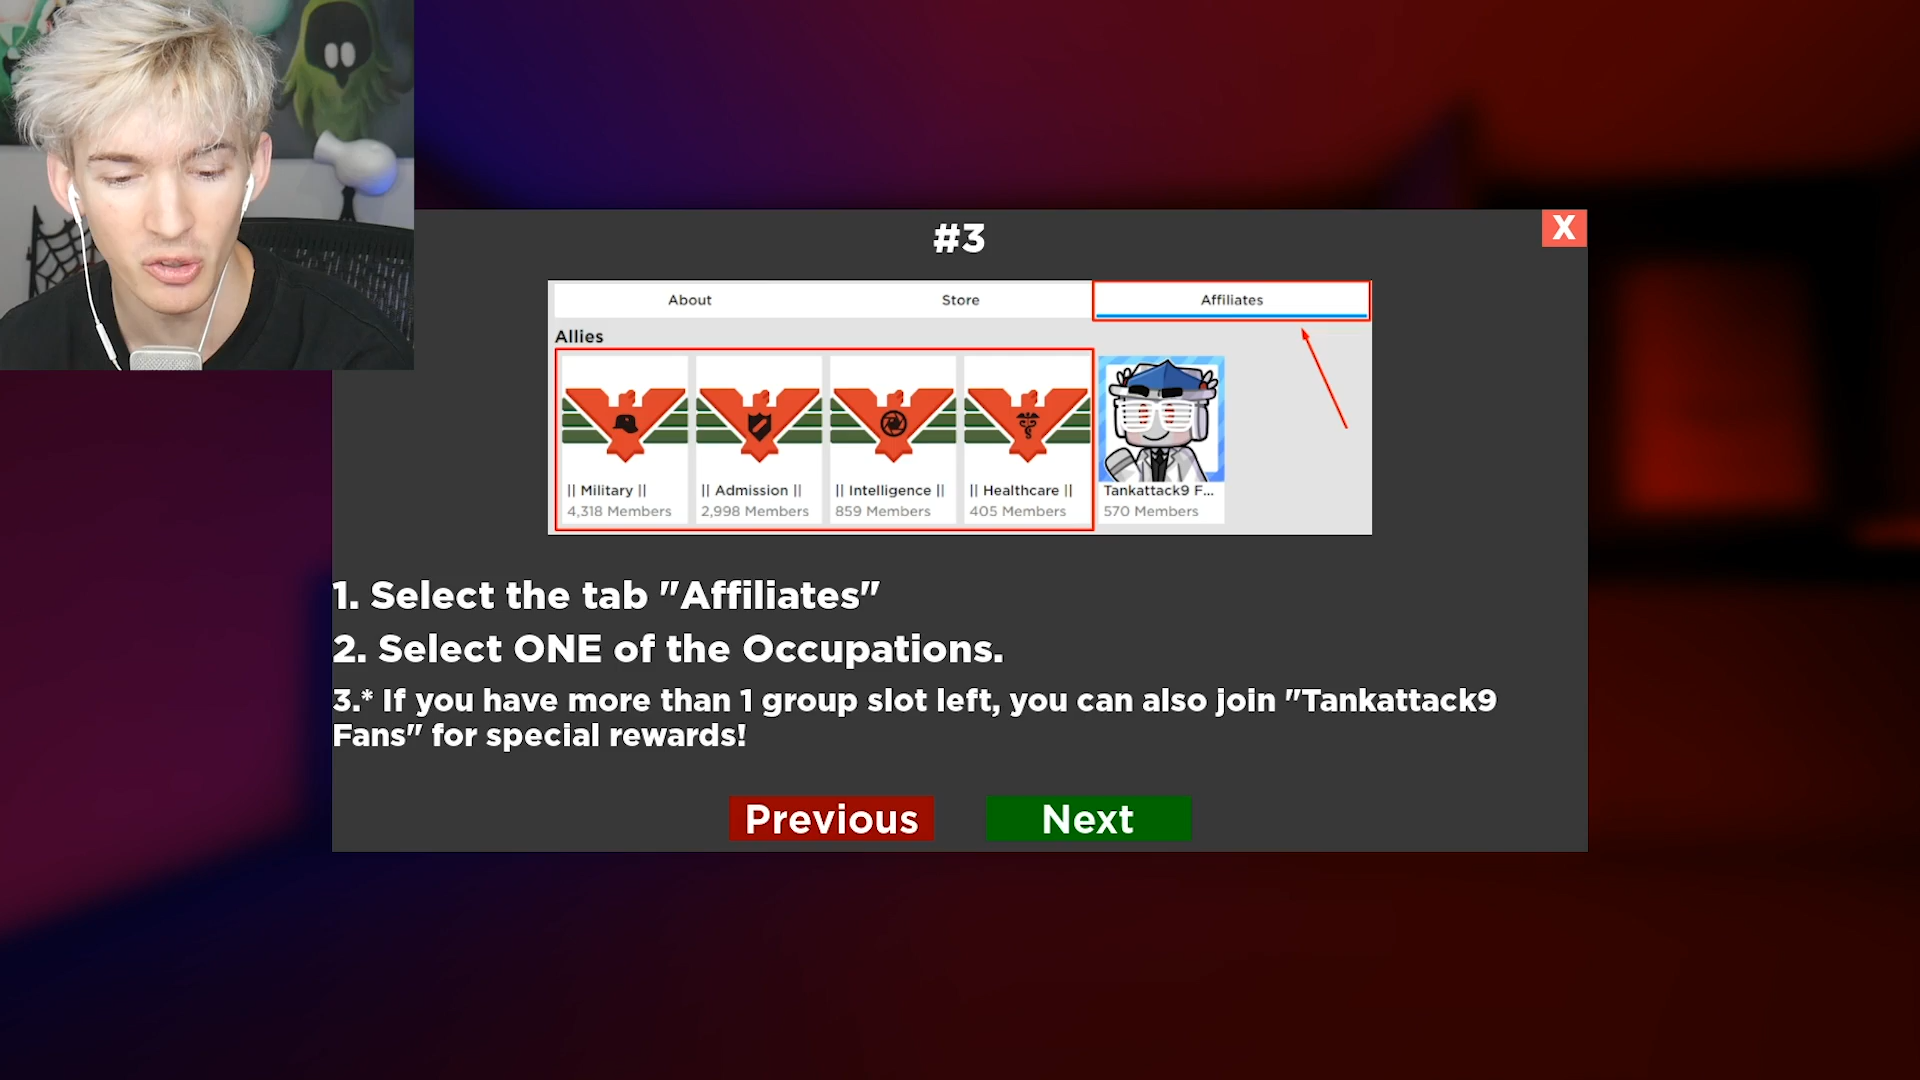 #3
X
About
Store
Affiliates
Allies
|| Military ||
|| Admission ||
|| Intelligence ||
|| Healthcare ||
Tankattack9 F...
4,318 Members
2,998 Members
859 Members
405 Members
570 Members
1. Select the tab "Affiliates"
2. Select ONE of the Occupations.
3.* If you have more than 1 group slot left, you can also join "Tankattack9
Fans" for special rewards!
Previous
Next